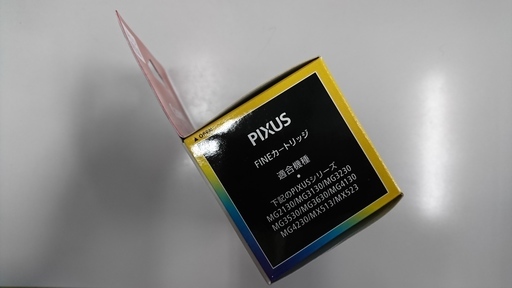 ▲OPEN
PIXUS
FINEカートリッジ
適合機種
下記のPIXUSシリーズ
MG2130/MG3130/MG3230
MG3530/MG3630/MG4130
MG4230/MX513/MX523